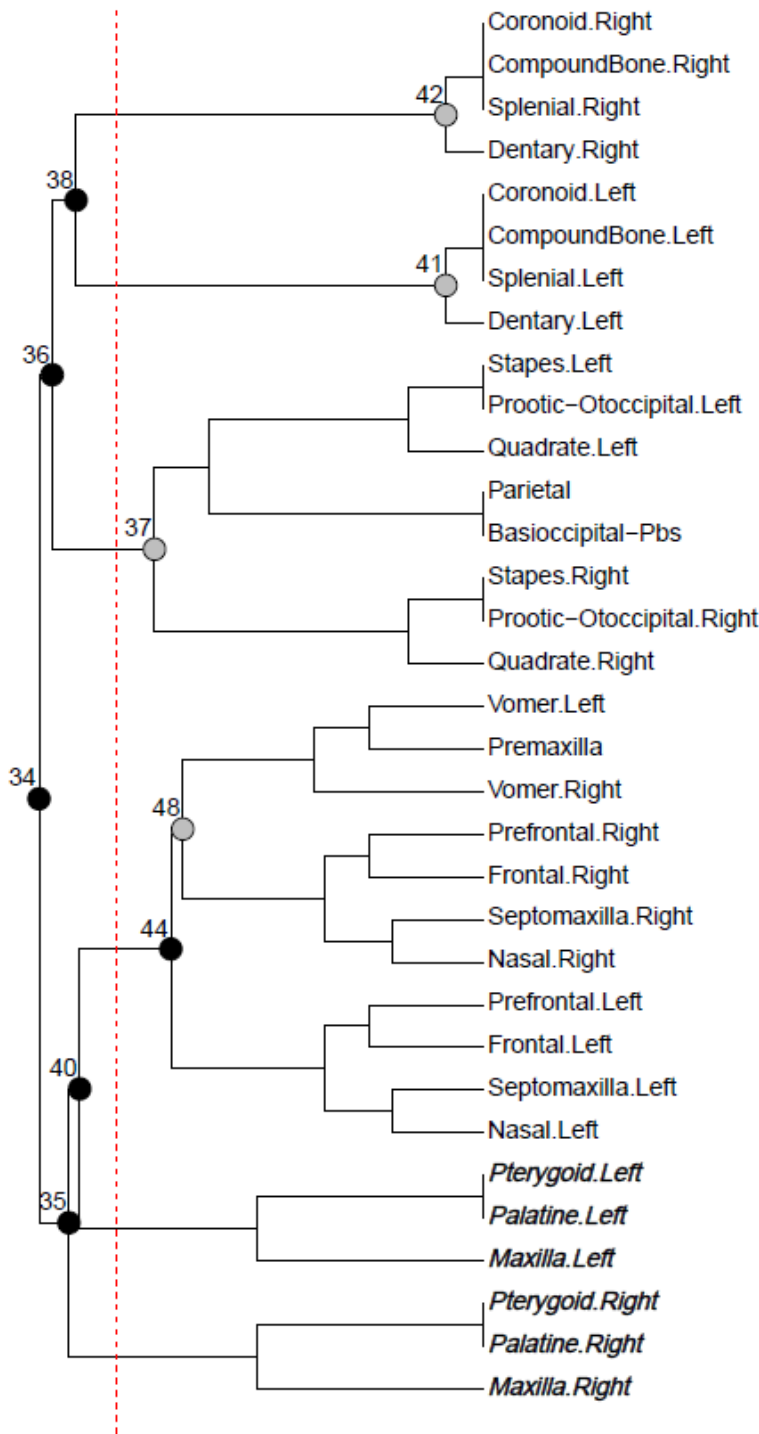 Coronoid.Right
CompoundBone.Right
42
Splenial.Right
Dentary.Right
38
Coronoid.Left
CompoundBone.Left
41
Splenial.Left
Dentary.Left
36
Stapes.Left
Prootic−Otoccipital.Left
Quadrate.Left
Parietal
37
Basioccipital−Pbs
Stapes.Right
Prootic−Otoccipital.Right
Quadrate.Right
Vomer.Left
Premaxilla
34
Vomer.Right
48
Prefrontal.Right
Frontal.Right
Septomaxilla.Right
44
Nasal.Right
Prefrontal.Left
Frontal.Left
40
Septomaxilla.Left
Nasal.Left
Pterygoid.Left
35
Palatine.Left
Maxilla.Left
Pterygoid.Right
Palatine.Right
Maxilla.Right